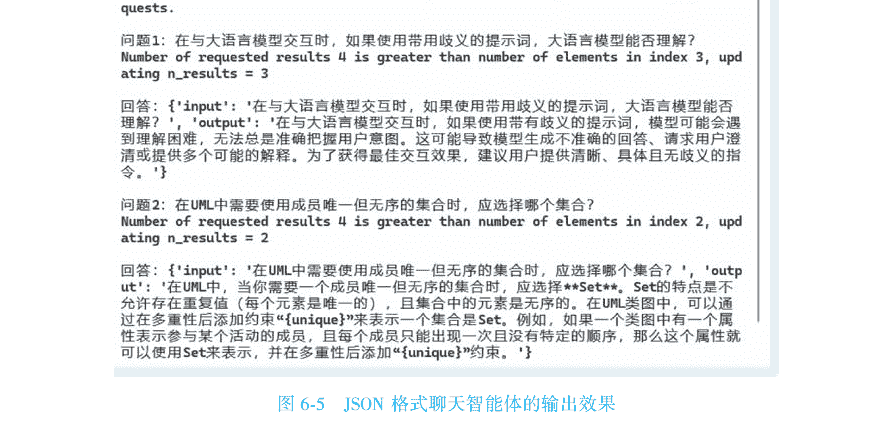 quests.
问题1：在与大语言模型交互时，如果使用带用歧义的提示词，大语言模型能否理解？
Number of requested results 4 is greater than number of elements in index 3, upd
ating n_results = 3
回答：{'input': '在与大语言模型交互时，如果使用带用歧义的提示词，大语言模型能否
理解？', 'output': '在与大语言模型交互时，如果使用带有歧义的提示词，模型可能会遇
到理解困难，无法总是准确把握用户意图。这可能导致模型生成不准确的回答、请求用户澄
清或提供多个可能的解释。为了获得最佳交互效果，建议用户提供清晰、具体且无歧义的指
令。'}
问题2：在UML中需要使用成员唯一但无序的集合时，应选择哪个集合？
Number of requested results 4 is greater than number of elements in index 2, upd
ating n_results = 2
回答：{'input': '在UML中需要使用成员唯一但无序的集合时，应选择哪个集合？', 'outp
ut': '在UML中，当你需要一个成员唯一但无序的集合时，应选择**Set**。Set的特点是不
允许存在重复值（每个元素是唯一的），且集合中的元素是无序的。在UML类图中，可以通
过在多重性后添加约束“{unique}”来表示一个集合是Set。例如，如果一个类图中有一个属
性表示参与某个活动的成员，且每个成员只能出现一次且没有特定的顺序，那么这个属性就
可以使用Set来表示，并在多重性后添加“{unique}”约束。'}
图 6-5 JSON 格式聊天智能体的输出效果